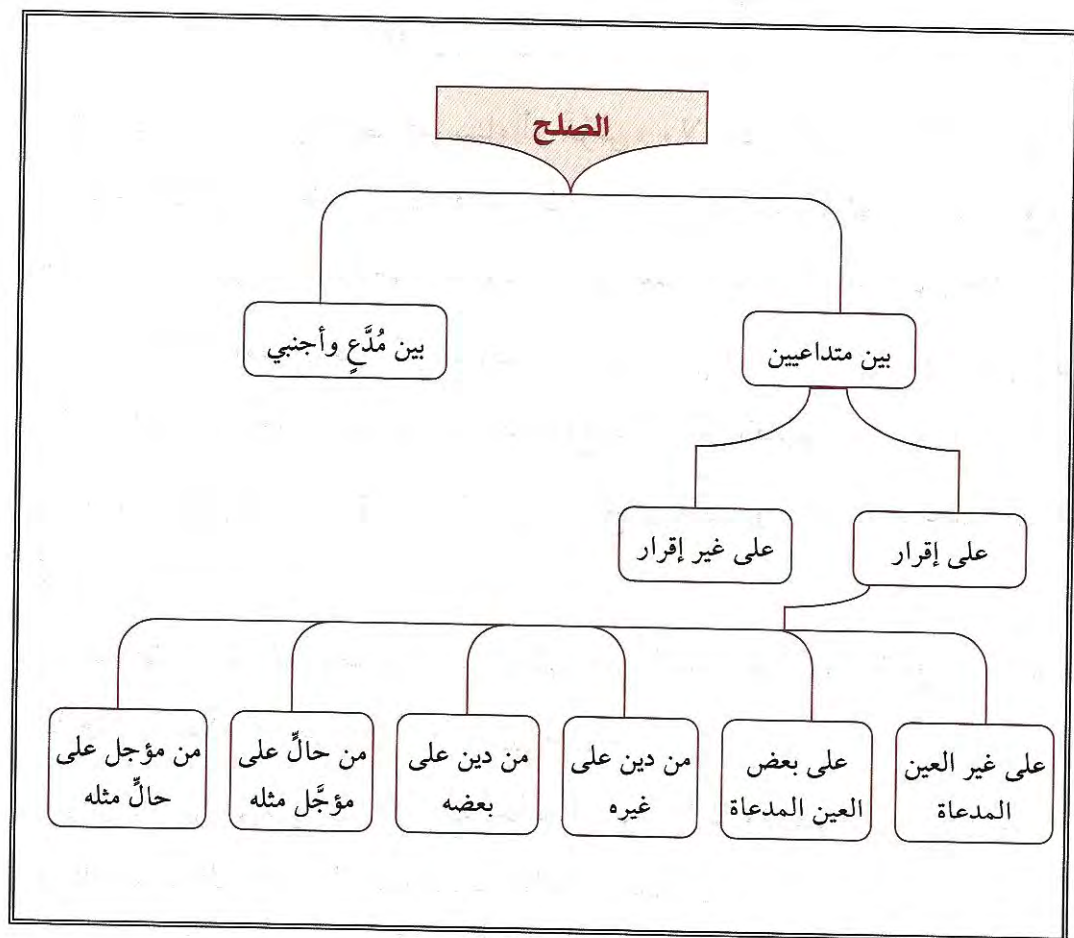 الصلح
بين متداعيين
بين مُدَّعٍ وأجنبي
على إقرار
على غير إقرار
على غير العين
المدعاة
على بعض
العين المدعاة
من دين على
غيره
من دين على
بعضه
من حالٍّ على
مؤجَّل مثله
من مؤجل على
حالٍّ مثله